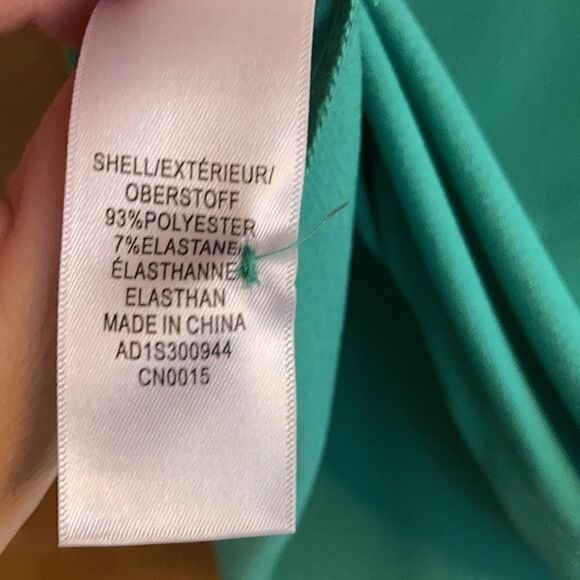 SHELL/EXTÉRIEUR/
OBERSTOFF
93%POLYESTER
7%ELASTANE/
ÉLASTHANNE/
ELASTHAN
MADE IN CHINA
AD1S300944
CN0015